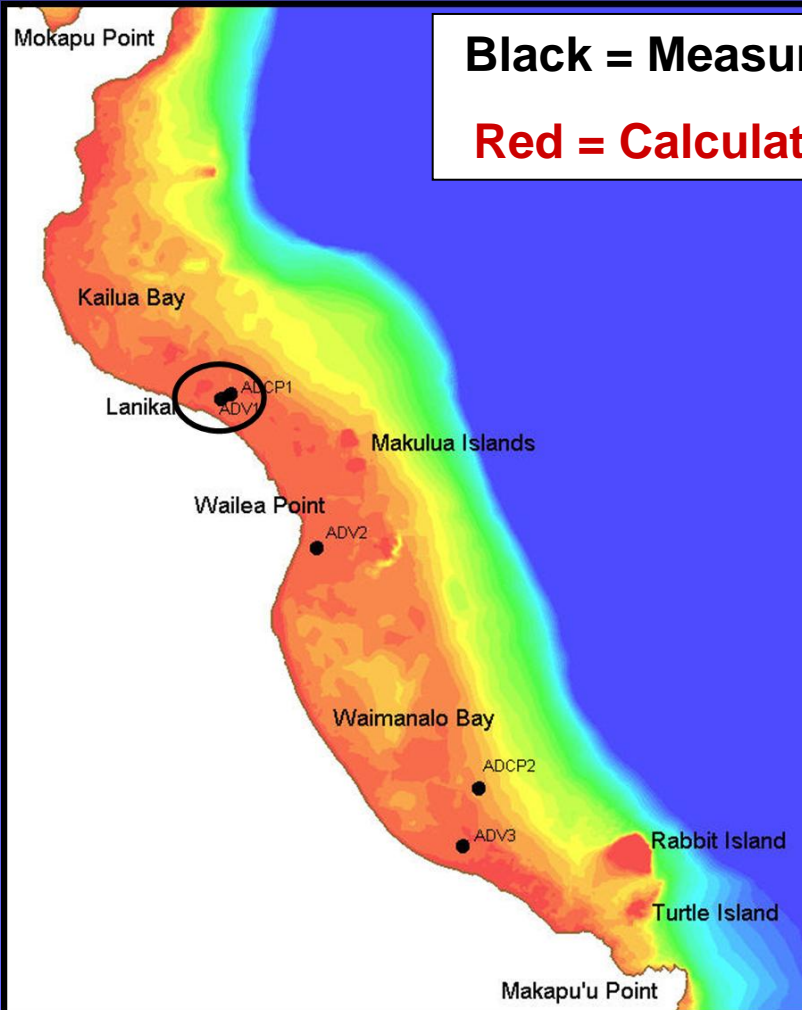 Mokapu Point
Black = Measur
Red = Calculat
Kailua Bay
ADCP1
Lanikai
ADV1
Makulua Islands
Wailea Point
ADV2
Waimanalo Bay
ADCP2
ADV3
Rabbit Island
Turtle Island
Makapu'u Point